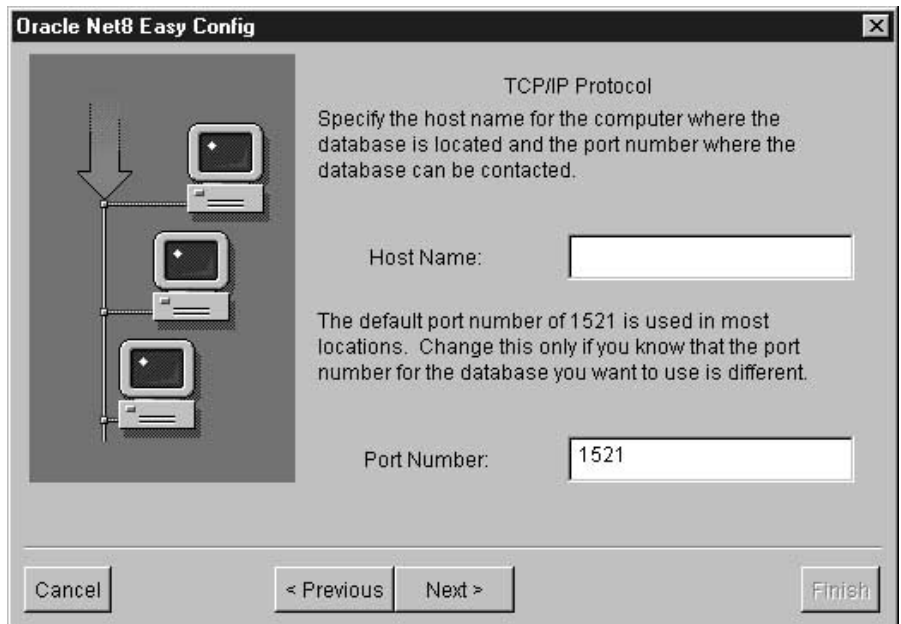 Oracle Net8 Easy Config
TCP/IP Protocol
Specify the host name for the computer where the
database is located and the port number where the
database can be contacted.
Host Name:
The default port number of 1521 is used in most
locations. Change this only if you know that the port
number for the database you want to use is different.
Port Number:
1521
Cancel
< Previous
Next >
Finish